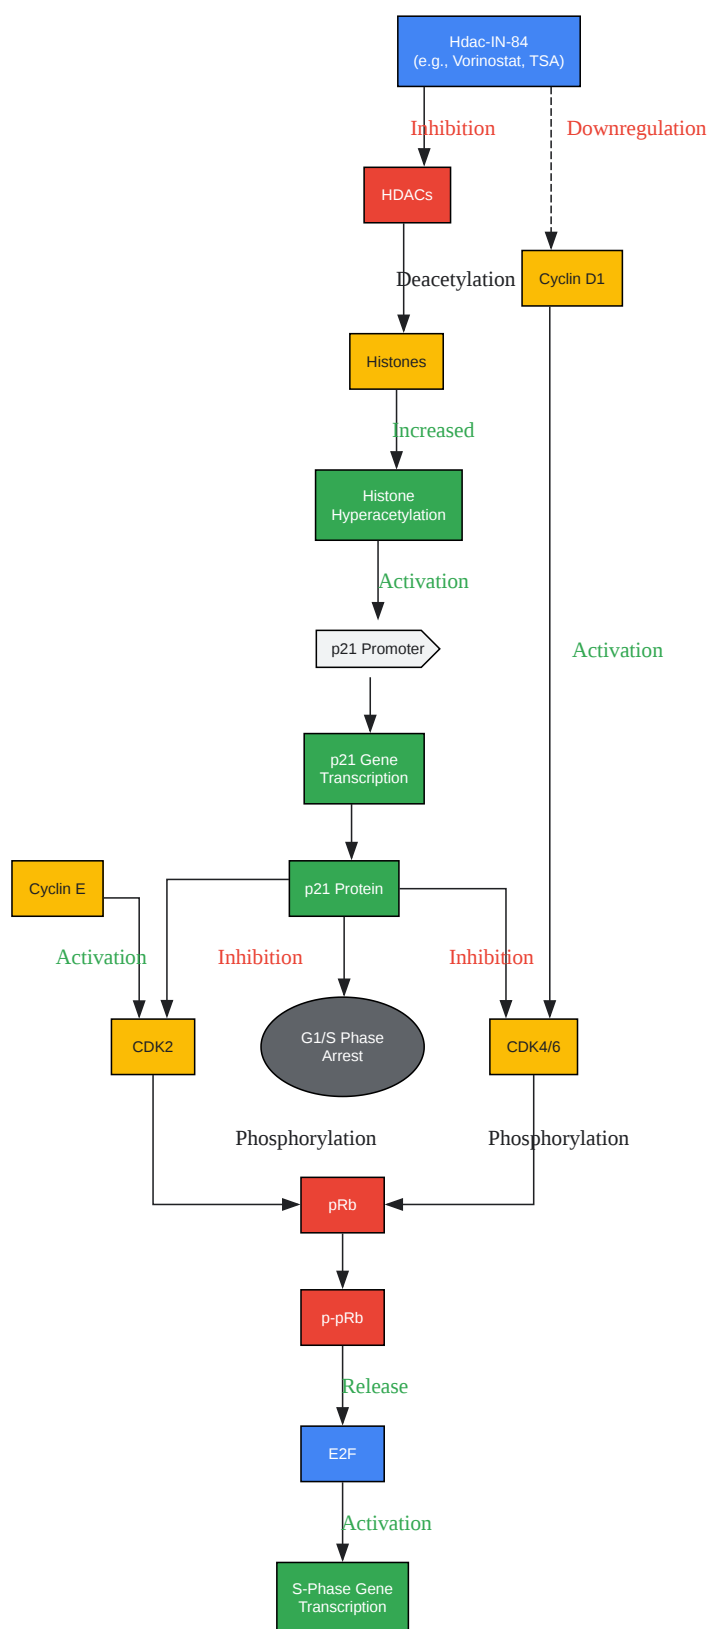 Hdac-IN-84
(e.g., Vorinostat, TSA)
Inhibition
Downregulation
HDACs
Deacetylation
Cyclin D1
Histones
Increased
Histone
Hyperacetylation
Activation
p21 Promoter
Activation
p21 Gene
Transcription
Cyclin E
p21 Protein
Activation
Inhibition
Inhibition
CDK2
G1/S Phase
Arrest
CDK4/6
Phosphorylation
Phosphorylation
pRb
p-pRb
Release
E2F
Activation
S-Phase Gene
Transcription